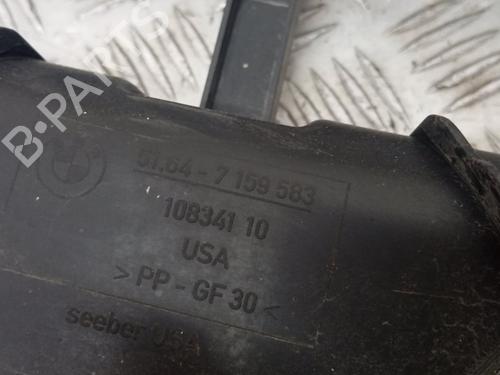 B-PARTS
51.64 - 7 159 583
108341 10
USA
> PP - GF 30 <
seeber USA